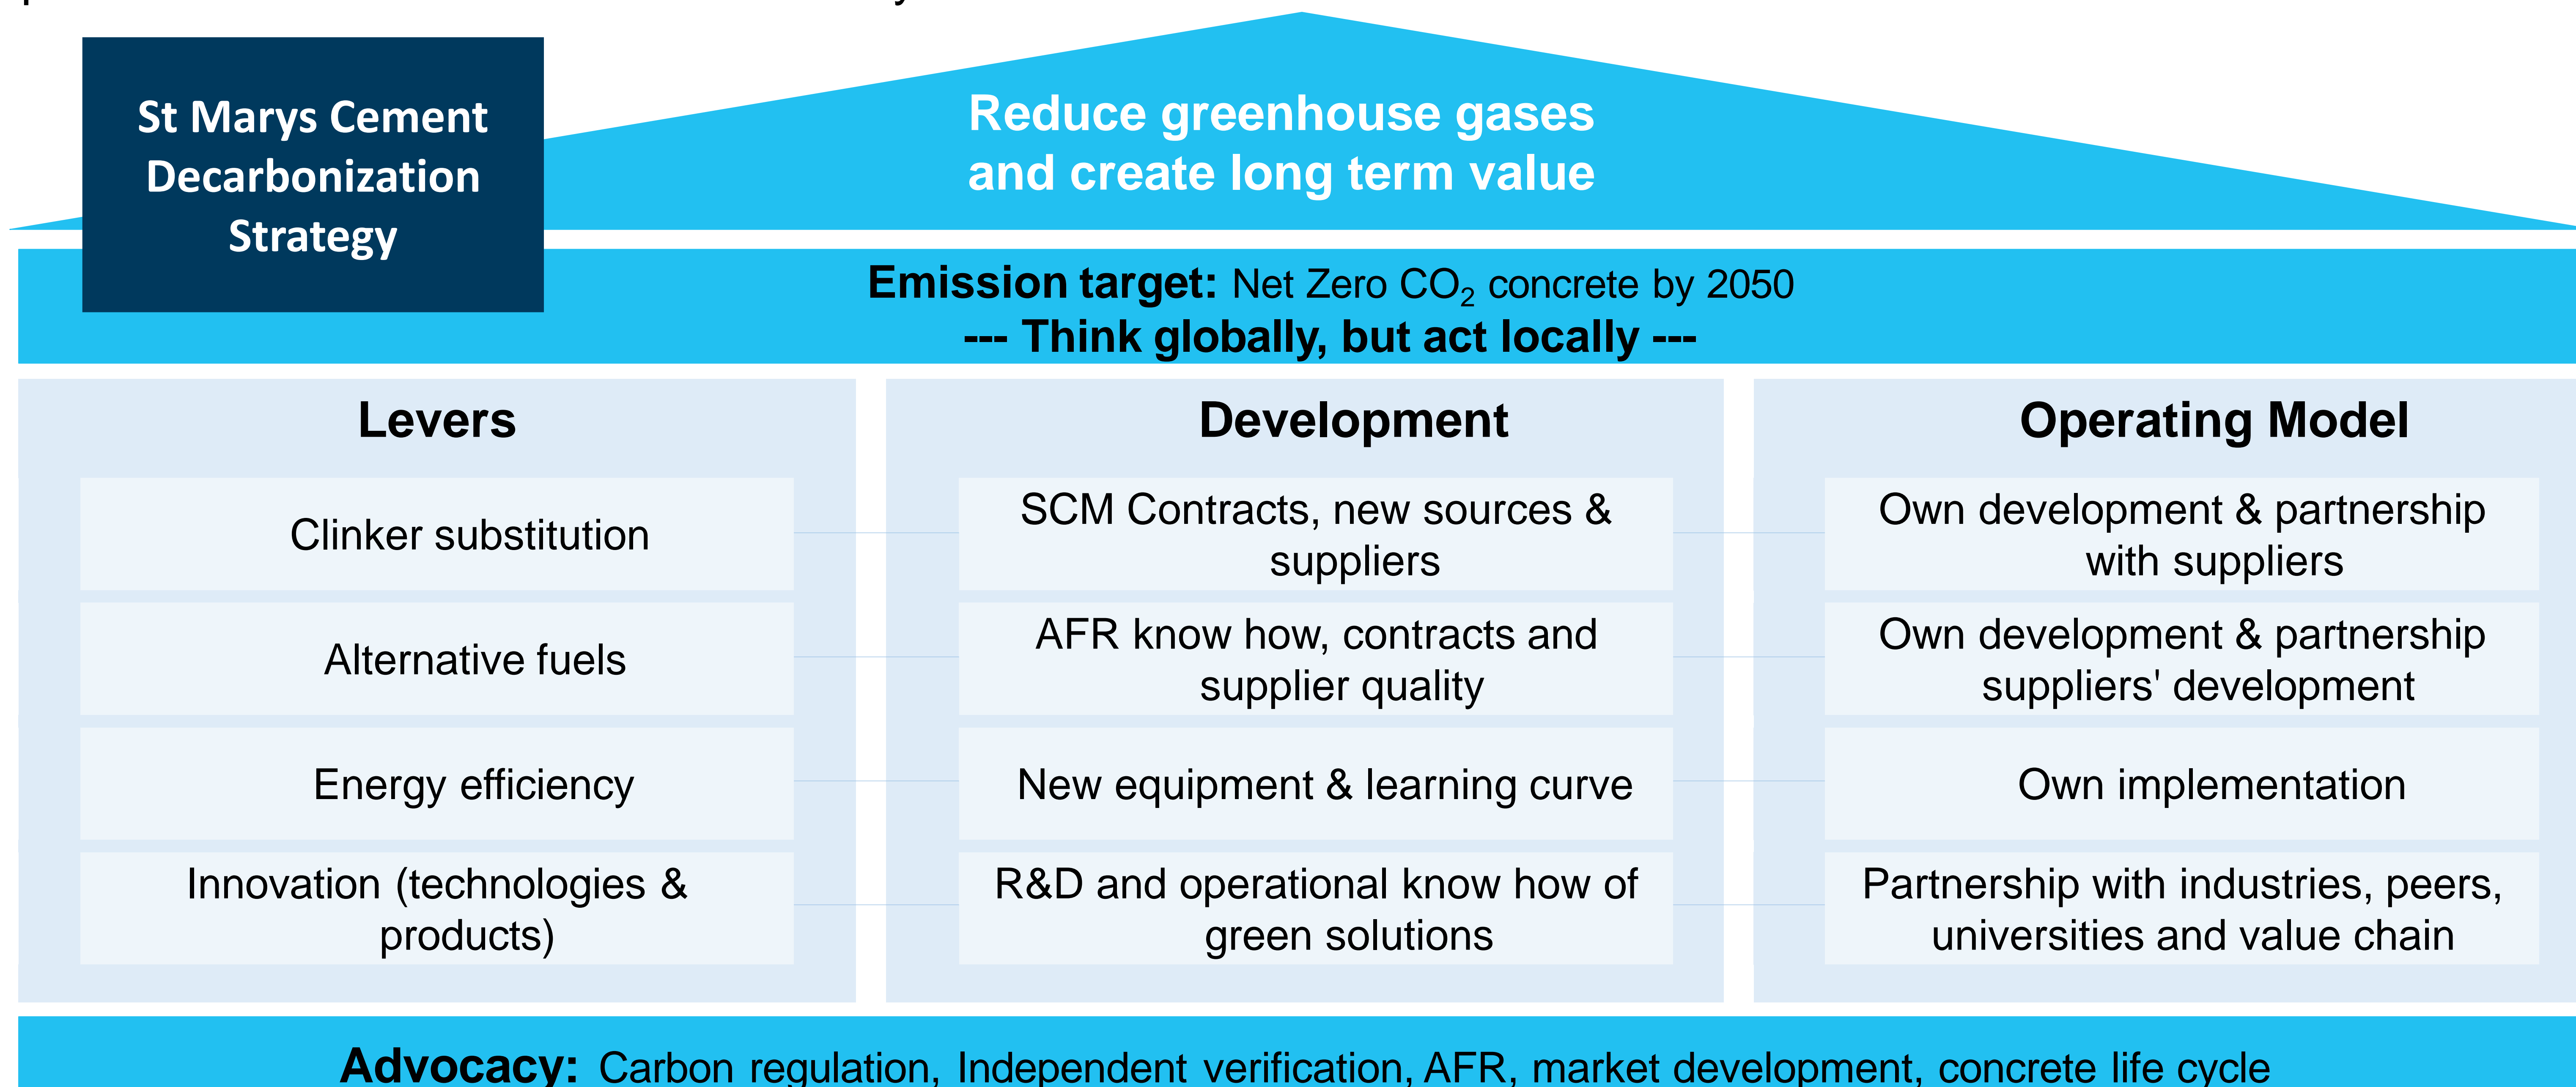 St Marys Cement
Decarbonization
Strategy
Reduce greenhouse gases
and create long term value
Emission target: Net Zero CO₂ concrete by 2050
--- Think globally, but act locally ---
Levers
Development
Operating Model
Clinker substitution
SCM Contracts, new sources &
suppliers
Own development & partnership
with suppliers
Alternative fuels
AFR know how, contracts and
supplier quality
Own development & partnership
suppliers' development
Energy efficiency
New equipment & learning curve
Own implementation
Innovation (technologies &
products)
R&D and operational know how of
green solutions
Partnership with industries, peers,
universities and value chain
Advocacy: Carbon regulation, Independent verification, AFR, market development, concrete life cycle